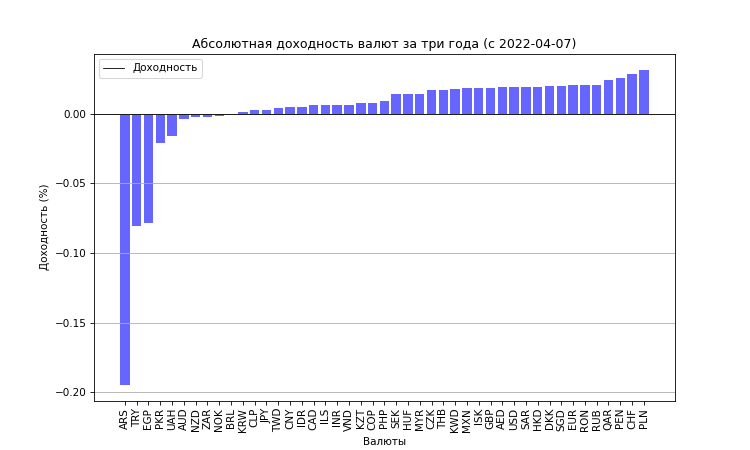 Абсолютная доходность валют за три года (с 2022-04-07)
Доходность
0.00
−0.05
−0.10
−0.15
−0.20
Доходность (%)
ARS TRY EGP PKR UAH AUD NZD ZAR NOK BRL KRW CLP JPY TWD CNY IDR CAD ILS INR VND KZT COP PHP SEK HUF MYR CZK THB KWD MXN ISK GBP AED USD SAR HKD DKK SGD EUR RON RUB QAR PEN CHF PLN
Валюты